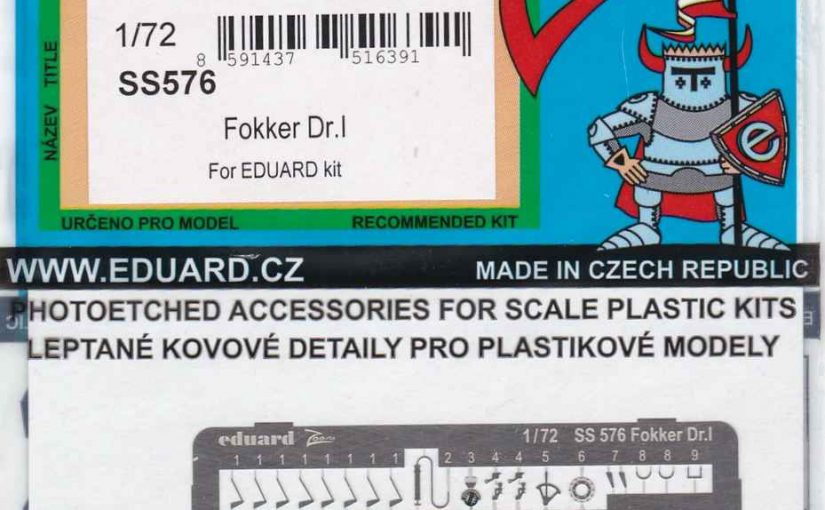 NÁZEV TITLE
1/72
8 591437 516391
SS576
Fokker Dr.I
For EDUARD kit
URČENO PRO MODEL RECOMMENDED KIT
e
WWW.EDUARD.CZ MADE IN CZECH REPUBLIC
PHOTOETCHED ACCESSORIES FOR SCALE PLASTIC KITS
LEPTANÉ KOVOVÉ DETAILY PRO PLASTIKOVÉ MODELY
eduard Zoom 1/72 SS 576 Fokker Dr.I
1 1 1 1 1 1 1 1 2 3 4 4 5 6 7 8 8 9